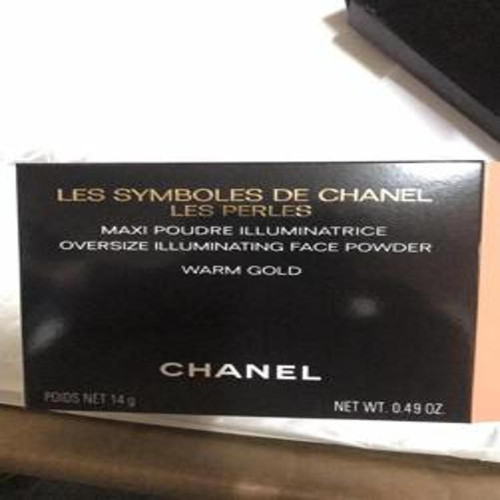 LES SYMBOLES DE CHANEL
LES PERLES
MAXI POUDRE ILLUMINATRICE
OVERSIZE ILLUMINATING FACE POWDER
WARM GOLD
CHANEL
POIDS NET 14 g
NET WT. 0.49 OZ.